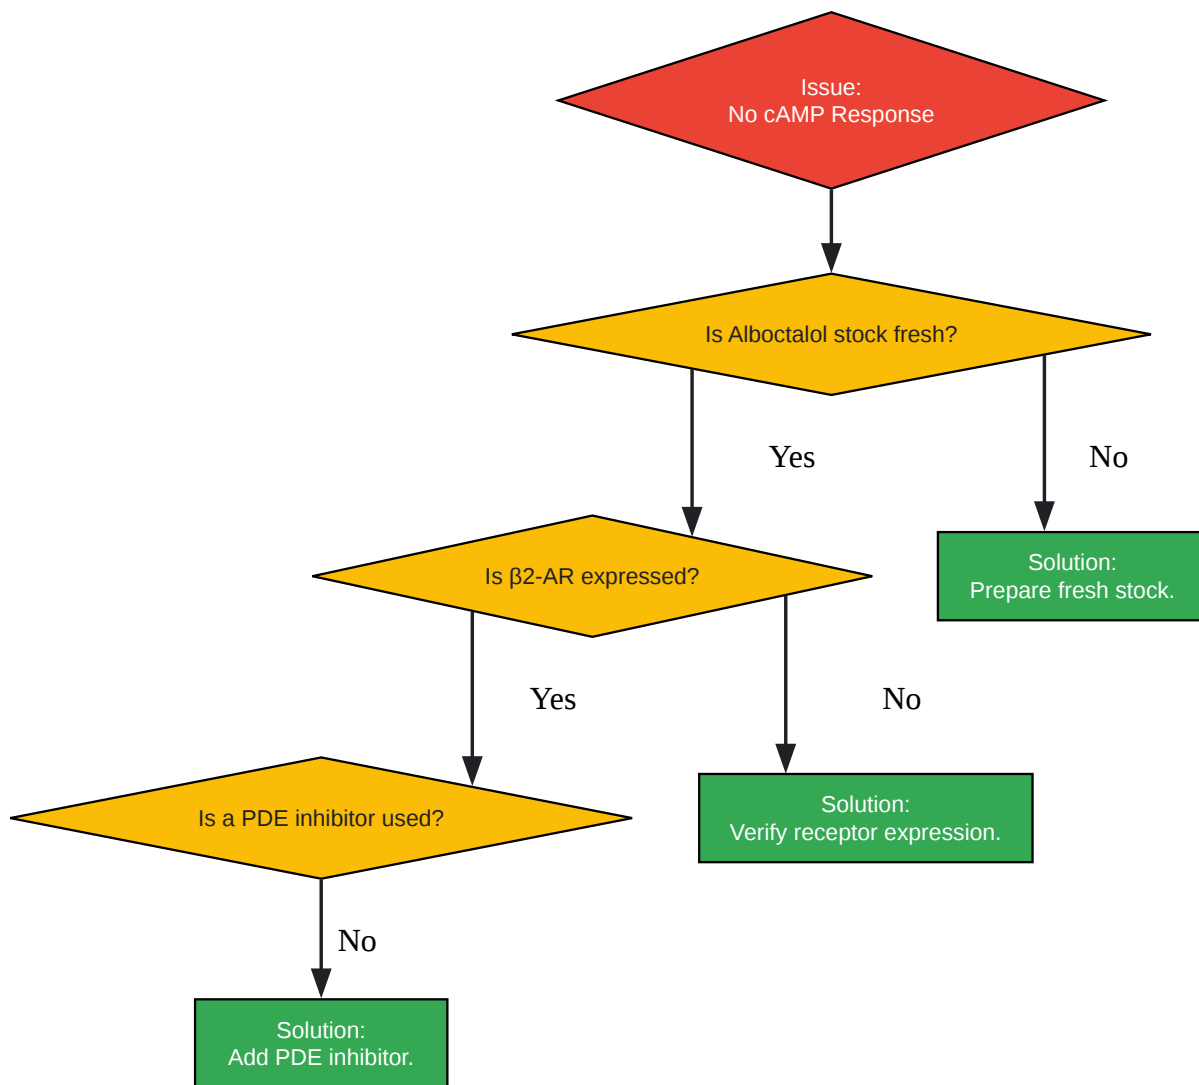 Issue:
No cAMP Response
Is Alboctalol stock fresh?
Yes
No
Is β2-AR expressed?
Solution:
Prepare fresh stock.
Yes
No
Is a PDE inhibitor used?
Solution:
Verify receptor expression.
No
Solution:
Add PDE inhibitor.